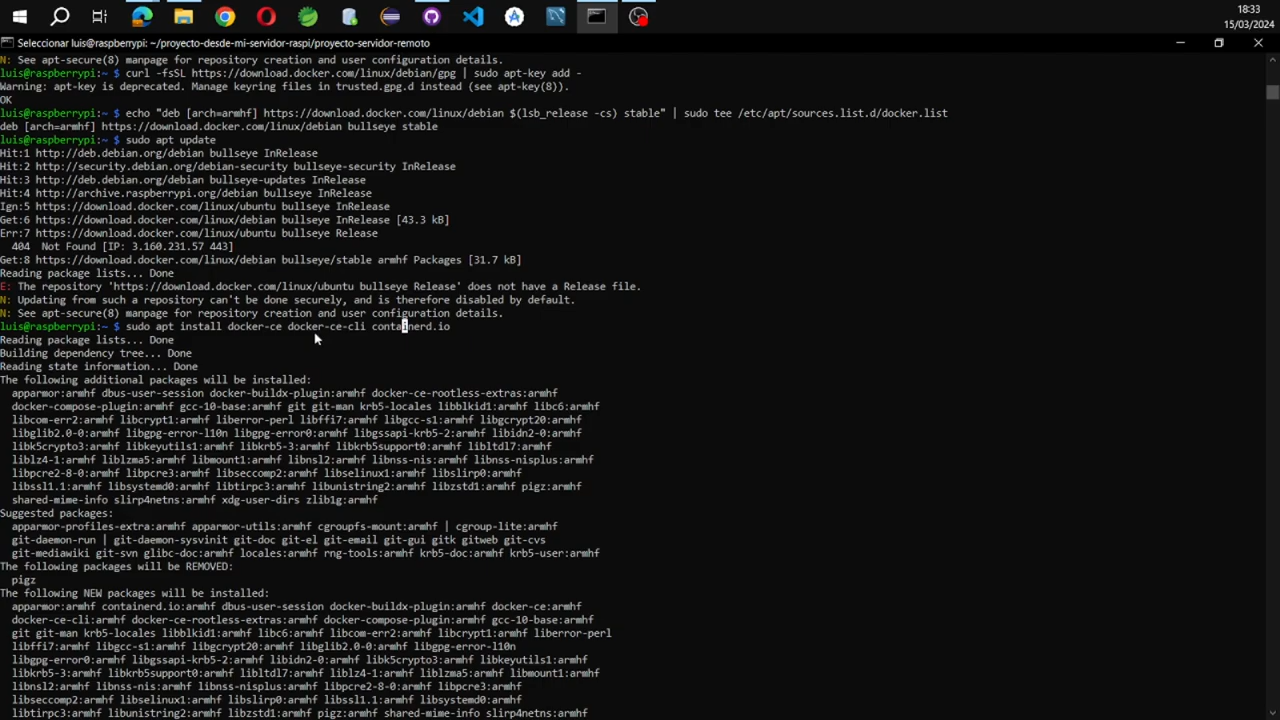 18:33
15/03/2024
Seleccionar luis@raspberrypi: ~/proyecto-desde-mi-servidor-raspi/proyecto-servidor-remoto
N: See apt-secure(8) manpage for repository creation and user configuration details.
luis@raspberrypi:~ $ curl -fsSL https://download.docker.com/linux/debian/gpg | sudo apt-key add -
Warning: apt-key is deprecated. Manage keyring files in trusted.gpg.d instead (see apt-key(8)).
OK
luis@raspberrypi:~ $ echo "deb [arch=armhf] https://download.docker.com/linux/debian $(lsb_release -cs) stable" | sudo tee /etc/apt/sources.list.d/docker.list
deb [arch=armhf] https://download.docker.com/linux/debian bullseye stable
luis@raspberrypi:~ $ sudo apt update
Hit:1 http://deb.debian.org/debian bullseye InRelease
Hit:2 http://security.debian.org/debian-security bullseye-security InRelease
Hit:3 http://deb.debian.org/debian bullseye-updates InRelease
Hit:4 http://archive.raspberrypi.org/debian bullseye InRelease
Ign:5 https://download.docker.com/linux/ubuntu bullseye InRelease
Get:6 https://download.docker.com/linux/debian bullseye InRelease [43.3 kB]
Err:7 https://download.docker.com/linux/ubuntu bullseye Release
404 Not Found [IP: 3.160.231.57 443]
Get:8 https://download.docker.com/linux/debian bullseye/stable armhf Packages [31.7 kB]
Reading package lists... Done
E: The repository 'https://download.docker.com/linux/ubuntu bullseye Release' does not have a Release file.
N: Updating from such a repository can't be done securely, and is therefore disabled by default.
N: See apt-secure(8) manpage for repository creation and user configuration details.
luis@raspberrypi:~ $ sudo apt install docker-ce docker-ce-cli containerd.io
Reading package lists... Done
Building dependency tree... Done
Reading state information... Done
The following additional packages will be installed:
apparmor:armhf dbus-user-session docker-buildx-plugin:armhf docker-ce-rootless-extras:armhf
docker-compose-plugin:armhf gcc-10-base:armhf git git-man krb5-locales libblkid1:armhf libc6:armhf
libcom-err2:armhf libcrypt1:armhf liberror-perl libffi7:armhf libgcc-s1:armhf libgcrypt20:armhf
libglib2.0-0:armhf libgpg-error-l10n libgpg-error0:armhf libgssapi-krb5-2:armhf libidn2-0:armhf
libk5crypto3:armhf libkeyutils1:armhf libkrb5-3:armhf libkrb5support0:armhf libltdl7:armhf
liblz4-1:armhf liblzma5:armhf libmount1:armhf libnsl2:armhf libnss-nis:armhf libnss-nisplus:armhf
libpcre2-8-0:armhf libpcre3:armhf libseccomp2:armhf libselinux1:armhf libslirp0:armhf
libssl1.1:armhf libsystemd0:armhf libtirpc3:armhf libunistring2:armhf libzstd1:armhf pigz:armhf
shared-mime-info slirp4netns:armhf xdg-user-dirs zlib1g:armhf
Suggested packages:
apparmor-profiles-extra:armhf apparmor-utils:armhf cgroupfs-mount:armhf | cgroup-lite:armhf
git-daemon-run | git-daemon-sysvinit git-doc git-el git-email git-gui gitk gitweb git-cvs
git-mediawiki git-svn glibc-doc:armhf locales:armhf rng-tools:armhf krb5-doc:armhf krb5-user:armhf
The following packages will be REMOVED:
pigz
The following NEW packages will be installed:
apparmor:armhf containerd.io:armhf dbus-user-session docker-buildx-plugin:armhf docker-ce:armhf
docker-ce-cli:armhf docker-ce-rootless-extras:armhf docker-compose-plugin:armhf gcc-10-base:armhf
git git-man krb5-locales libblkid1:armhf libc6:armhf libcom-err2:armhf libcrypt1:armhf liberror-perl
libffi7:armhf libgcc-s1:armhf libgcrypt20:armhf libglib2.0-0:armhf libgpg-error-l10n
libgpg-error0:armhf libgssapi-krb5-2:armhf libidn2-0:armhf libk5crypto3:armhf libkeyutils1:armhf
libkrb5-3:armhf libkrb5support0:armhf libltdl7:armhf liblz4-1:armhf liblzma5:armhf libmount1:armhf
libnsl2:armhf libnss-nis:armhf libnss-nisplus:armhf libpcre2-8-0:armhf libpcre3:armhf
libseccomp2:armhf libselinux1:armhf libslirp0:armhf libssl1.1:armhf libsystemd0:armhf
libtirpc3:armhf libunistring2:armhf libzstd1:armhf pigz:armhf shared-mime-info slirp4netns:armhf